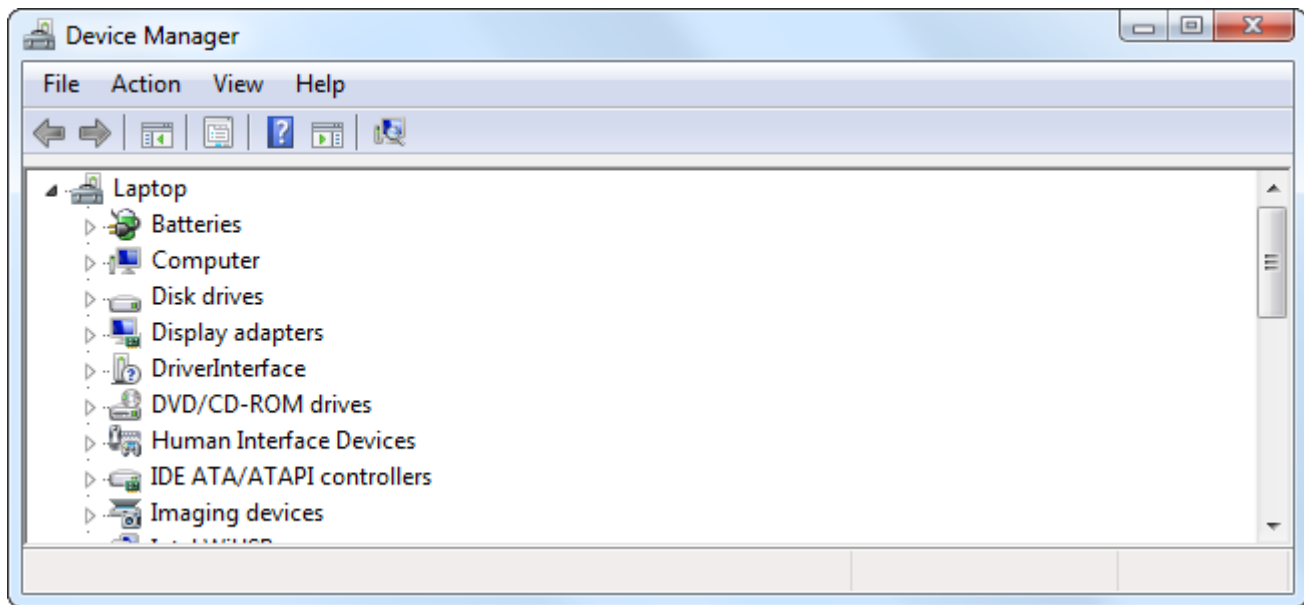 Device Manager
File Action View Help
Laptop
Batteries
Computer
Disk drives
Display adapters
DriverInterface
DVD/CD-ROM drives
Human Interface Devices
IDE ATA/ATAPI controllers
Imaging devices